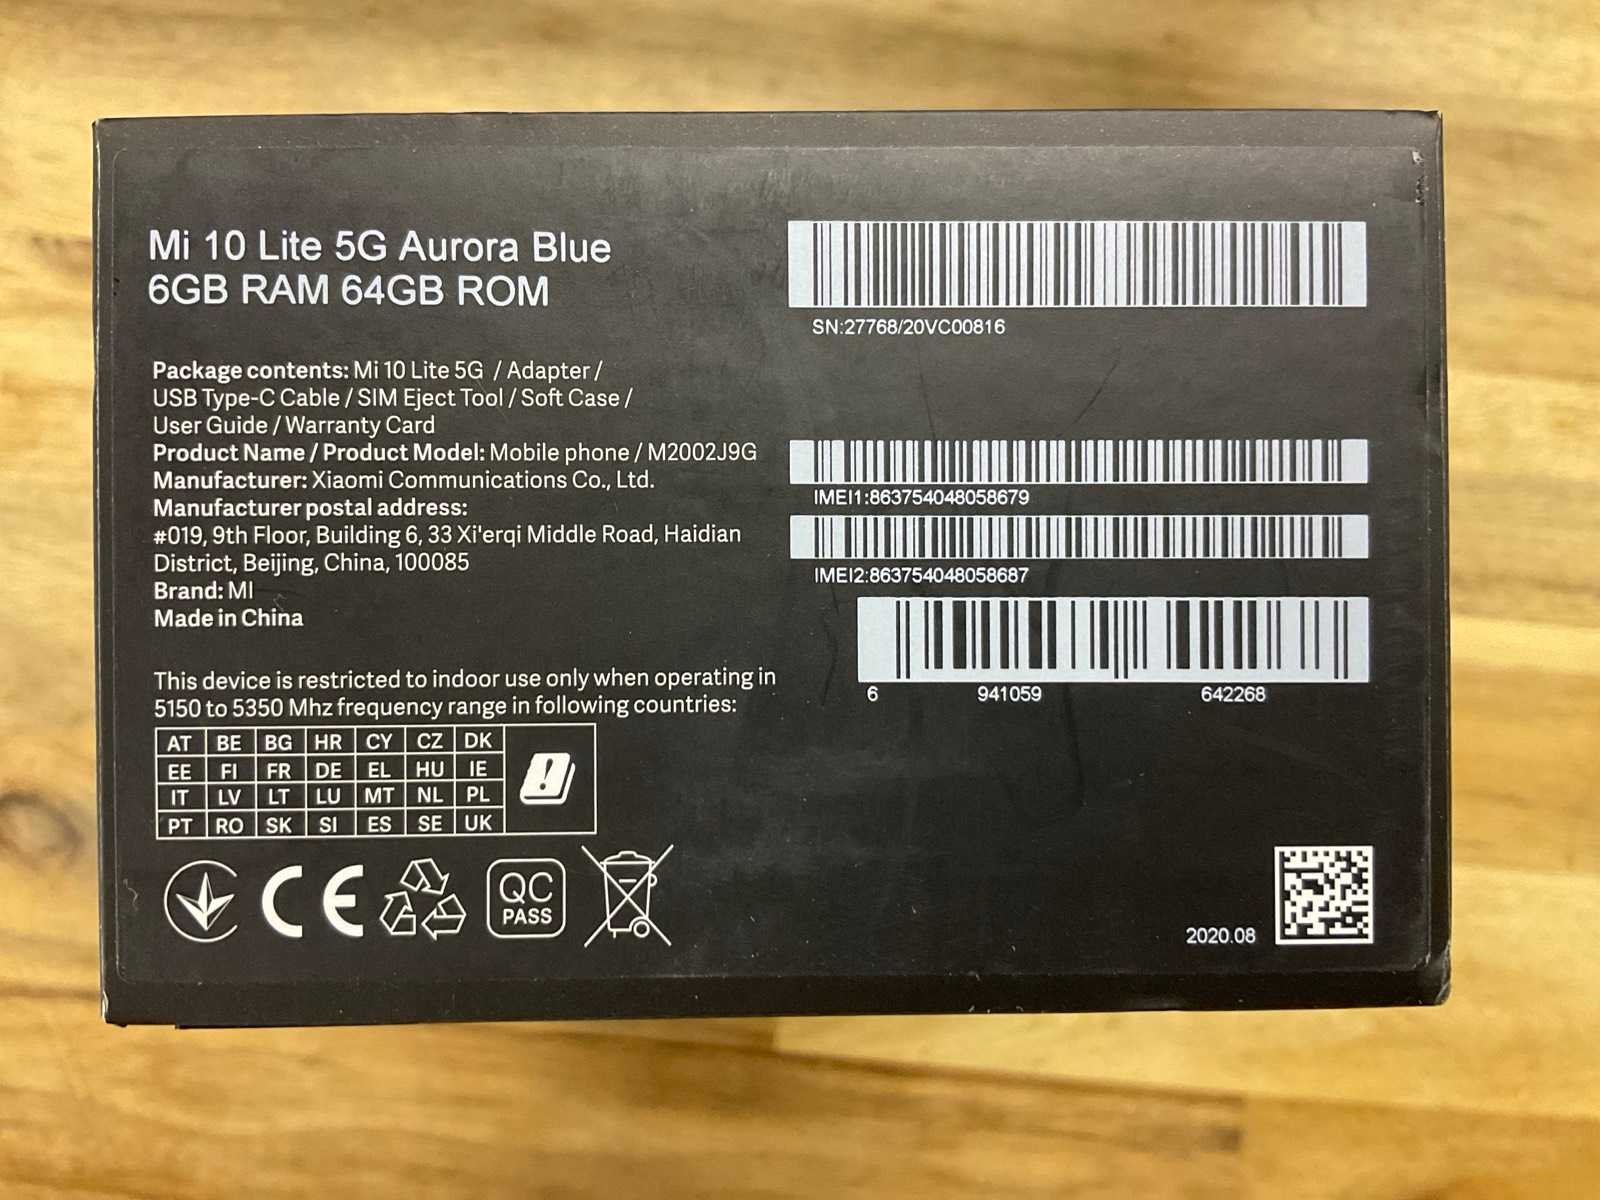 Mi 10 Lite 5G Aurora Blue
6GB RAM 64GB ROM
Package contents: Mi 10 Lite 5G / Adapter /
USB Type-C Cable / SIM Eject Tool / Soft Case /
User Guide / Warranty Card
Product Name / Product Model: Mobile phone / M2002J9G
Manufacturer: Xiaomi Communications Co., Ltd.
Manufacturer postal address:
#019, 9th Floor, Building 6, 33 Xi'erqi Middle Road, Haidian
District, Beijing, China, 100085
Brand: MI
Made in China
This device is restricted to indoor use only when operating in
5150 to 5350 Mhz frequency range in following countries:
AT BE BG HR CY CZ DK
EE FI FR DE EL HU IE
IT LV LT LU MT NL PL
PT RO SK SI ES SE UK
CE
QC
PASS
SN:27768/20VC00816
IMEI1:863754048058679
IMEI2:863754048058687
6 941059 642268
2020.08